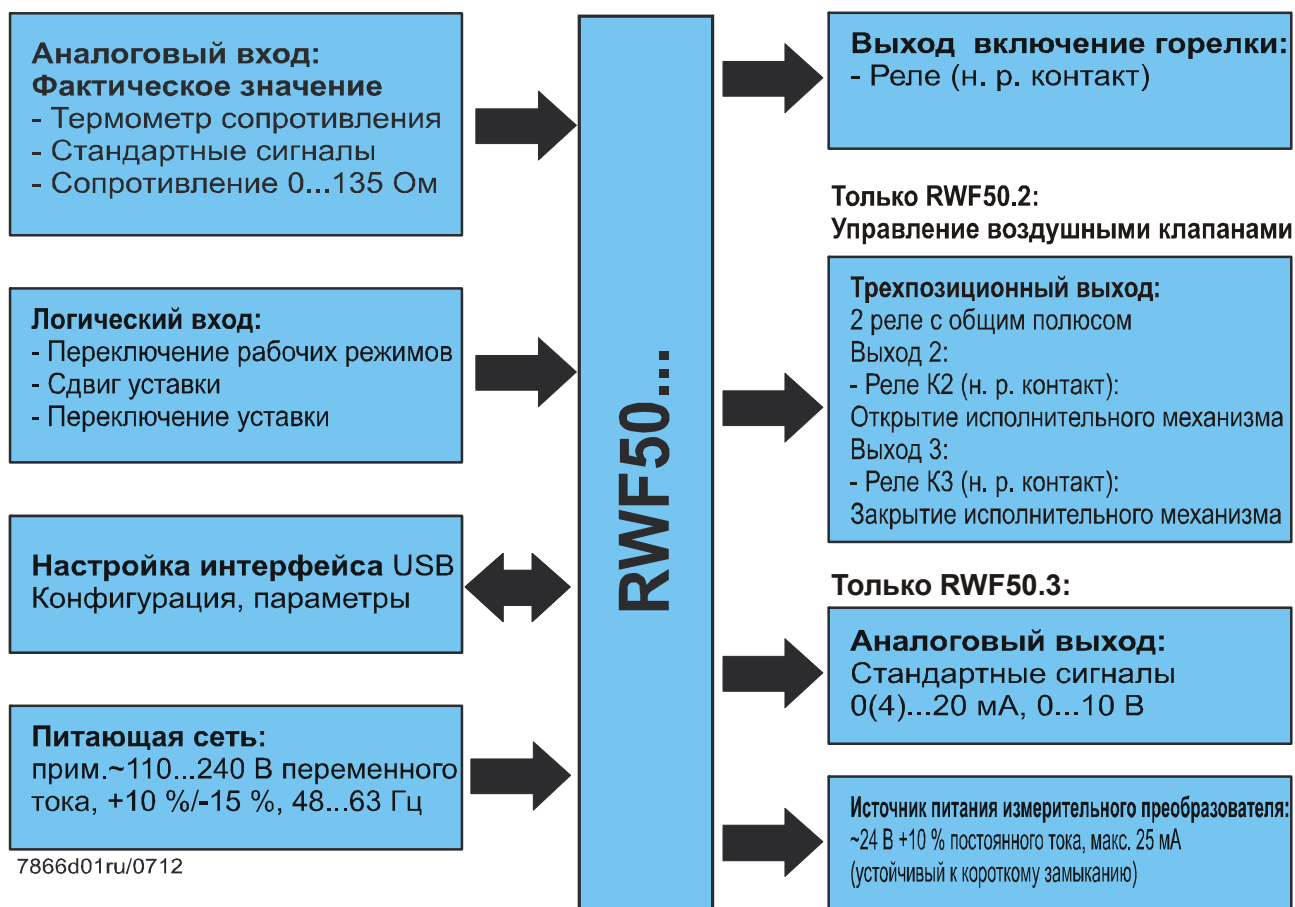 Аналоговый вход:
Фактическое значение
- Термометр сопротивления
- Стандартные сигналы
- Сопротивление 0...135 Ом
Логический вход:
- Переключение рабочих режимов
- Сдвиг уставки
- Переключение уставки
Настройка интерфейса USB
Конфигурация, параметры
Питающая сеть:
прим.~110...240 В переменного
тока, +10 %/-15 %, 48...63 Гц
7866d01ru/0712
RWF50...
Выход включение горелки:
- Реле (н. р. контакт)
Только RWF50.2:
Управление воздушными клапанами
Трехпозиционный выход:
2 реле с общим полюсом
Выход 2:
- Реле К2 (н. р. контакт):
Открытие исполнительного механизма
Выход 3:
- Реле К3 (н. р. контакт):
Закрытие исполнительного механизма
Только RWF50.3:
Аналоговый выход:
Стандартные сигналы
0(4)...20 мА, 0...10 В
Источник питания измерительного преобразователя:
~24 В +10 % постоянного тока, макс. 25 мА
(устойчивый к короткому замыканию)